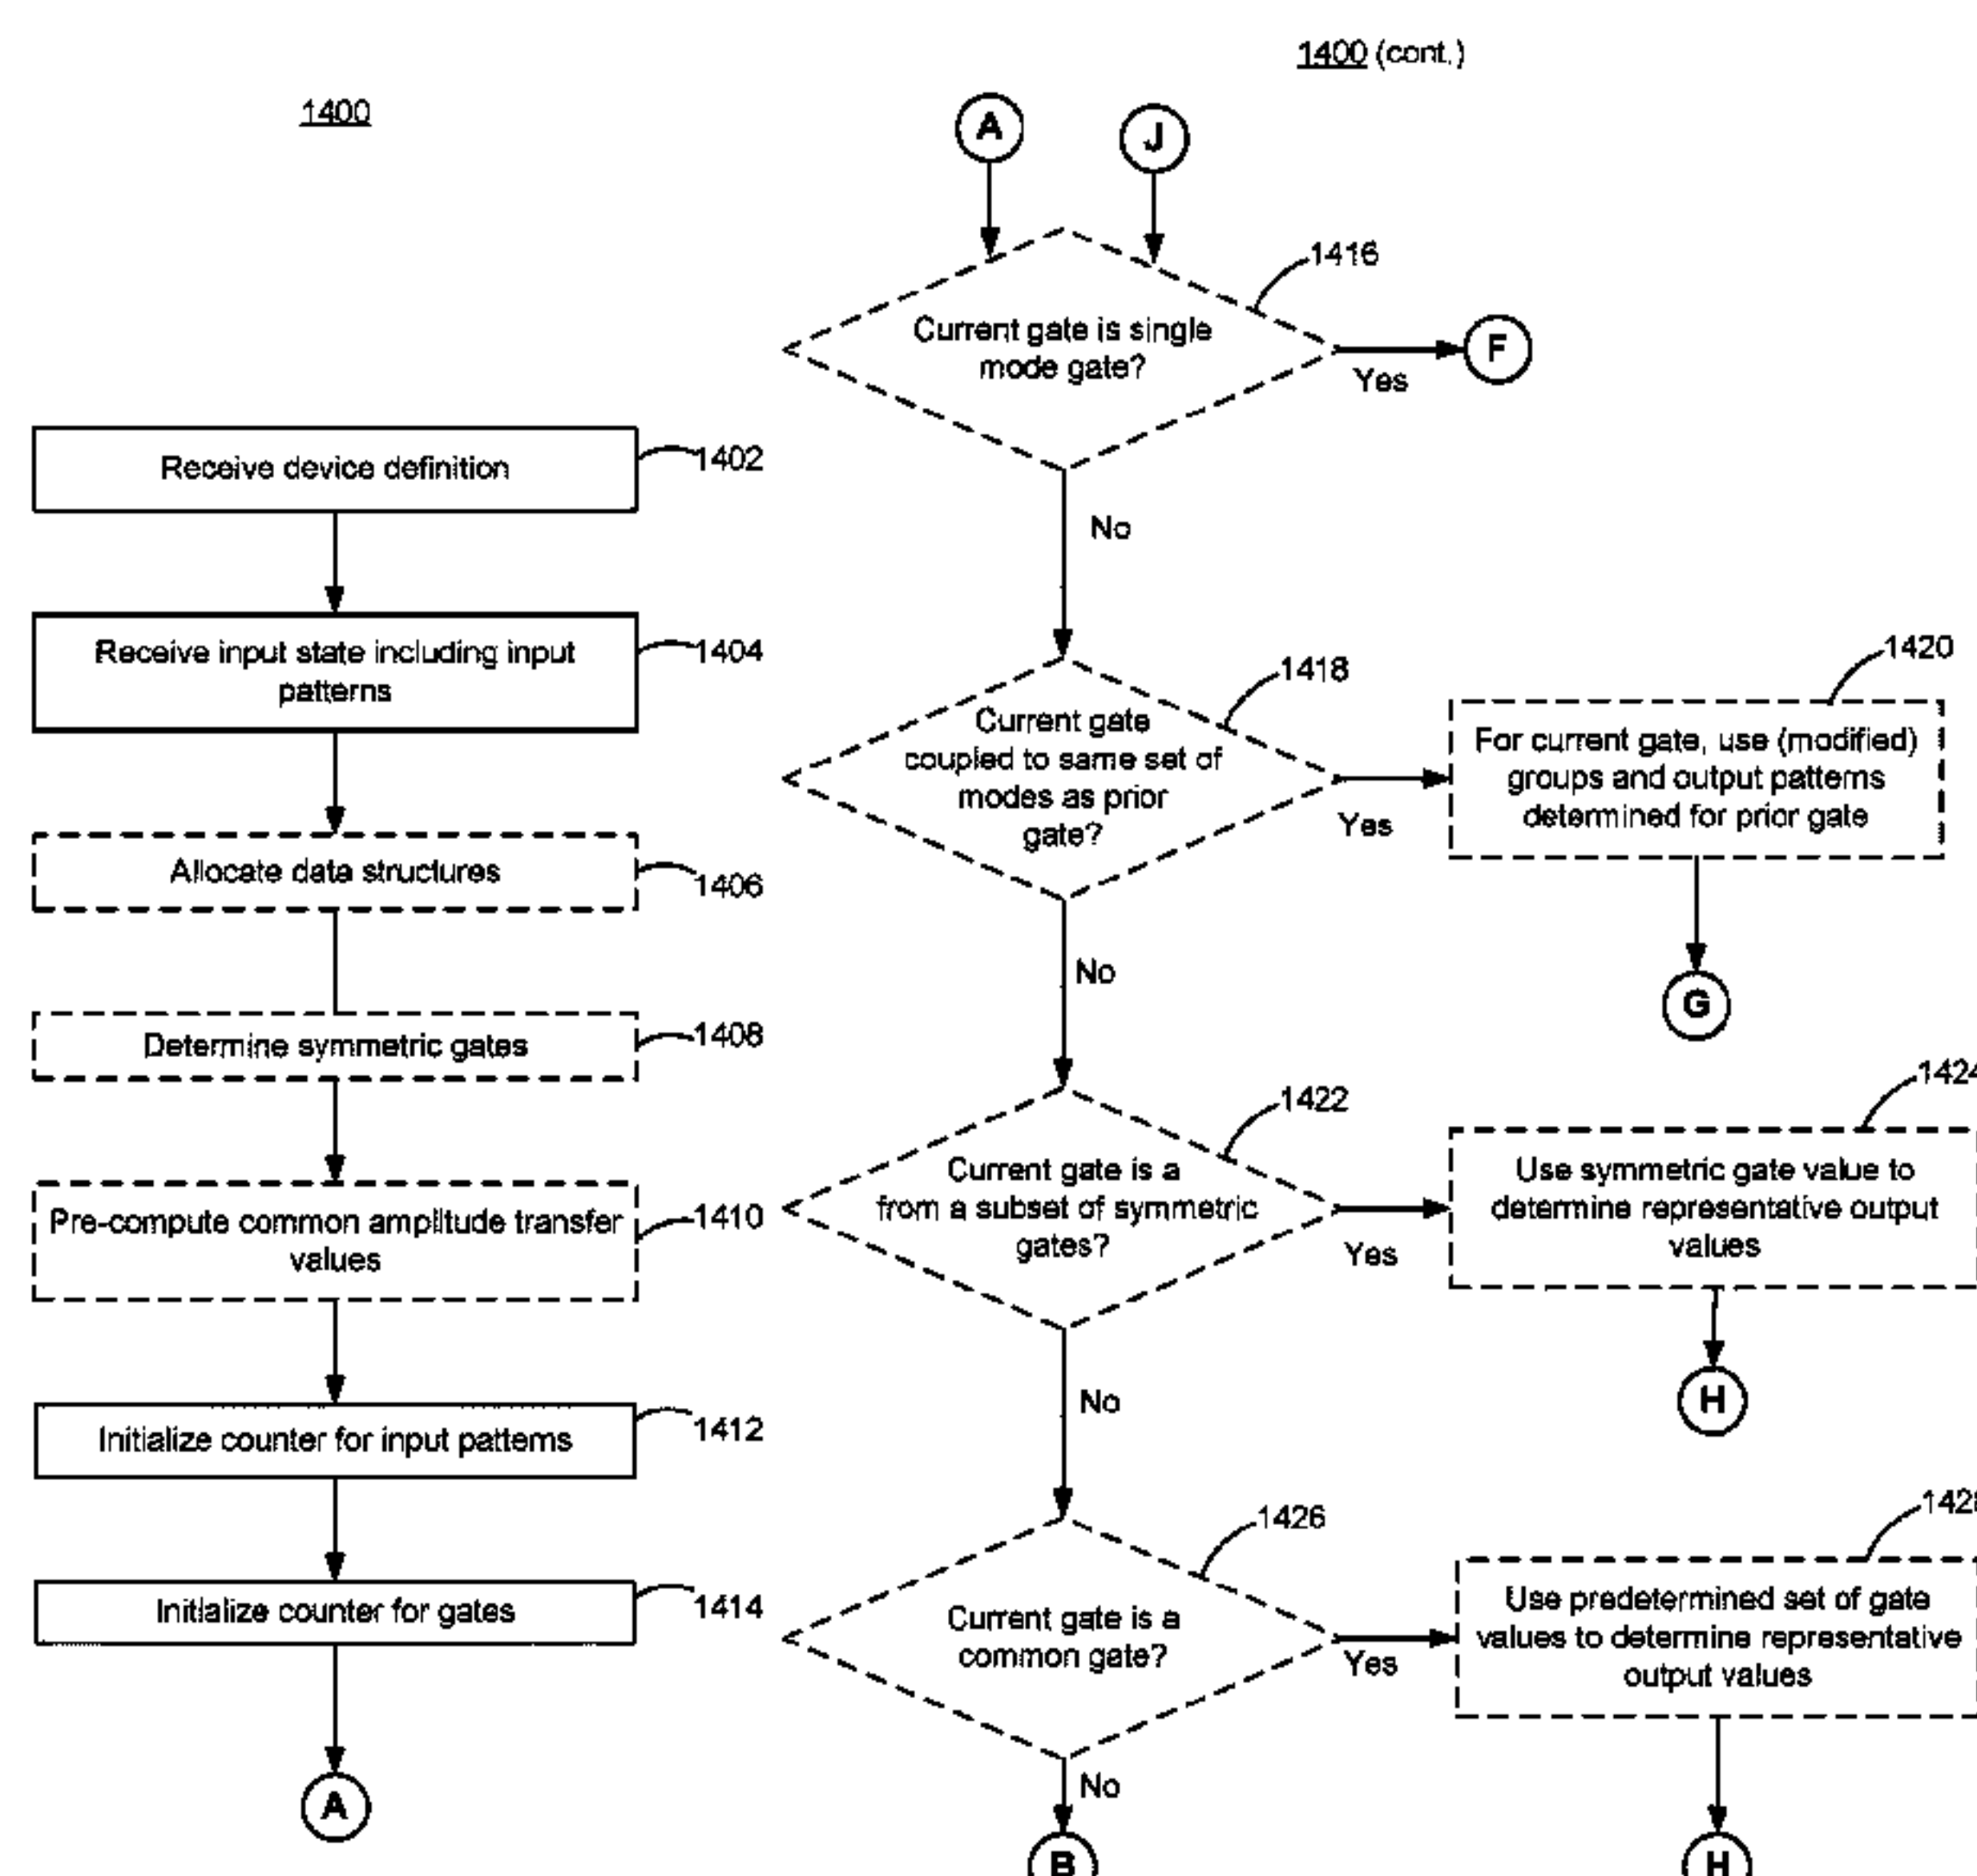 1400
Receive device definition
1402
Receive input state including input
patterns
1404
Allocate data structures
1406
Determine symmetric gates
1408
Pre-compute common amplitude transfer
values
1410
Initialize counter for input patterns
1412
Initialize counter for gates
1414
A
1400 (cont.)
A
J
Current gate is single
mode gate?
1416
Yes
F
No
Current gate
coupled to same set of
modes as prior
gate?
1418
Yes
For current gate, use (modified)
groups and output patterns
determined for prior gate
1420
G
No
Current gate is a
from a subset of symmetric
gates?
1422
Yes
Use symmetric gate value to
determine representative output
values
1424
H
No
Current gate is a
common gate?
1426
Yes
Use predetermined set of gate
values to determine representative
output values
1428
H
No
B